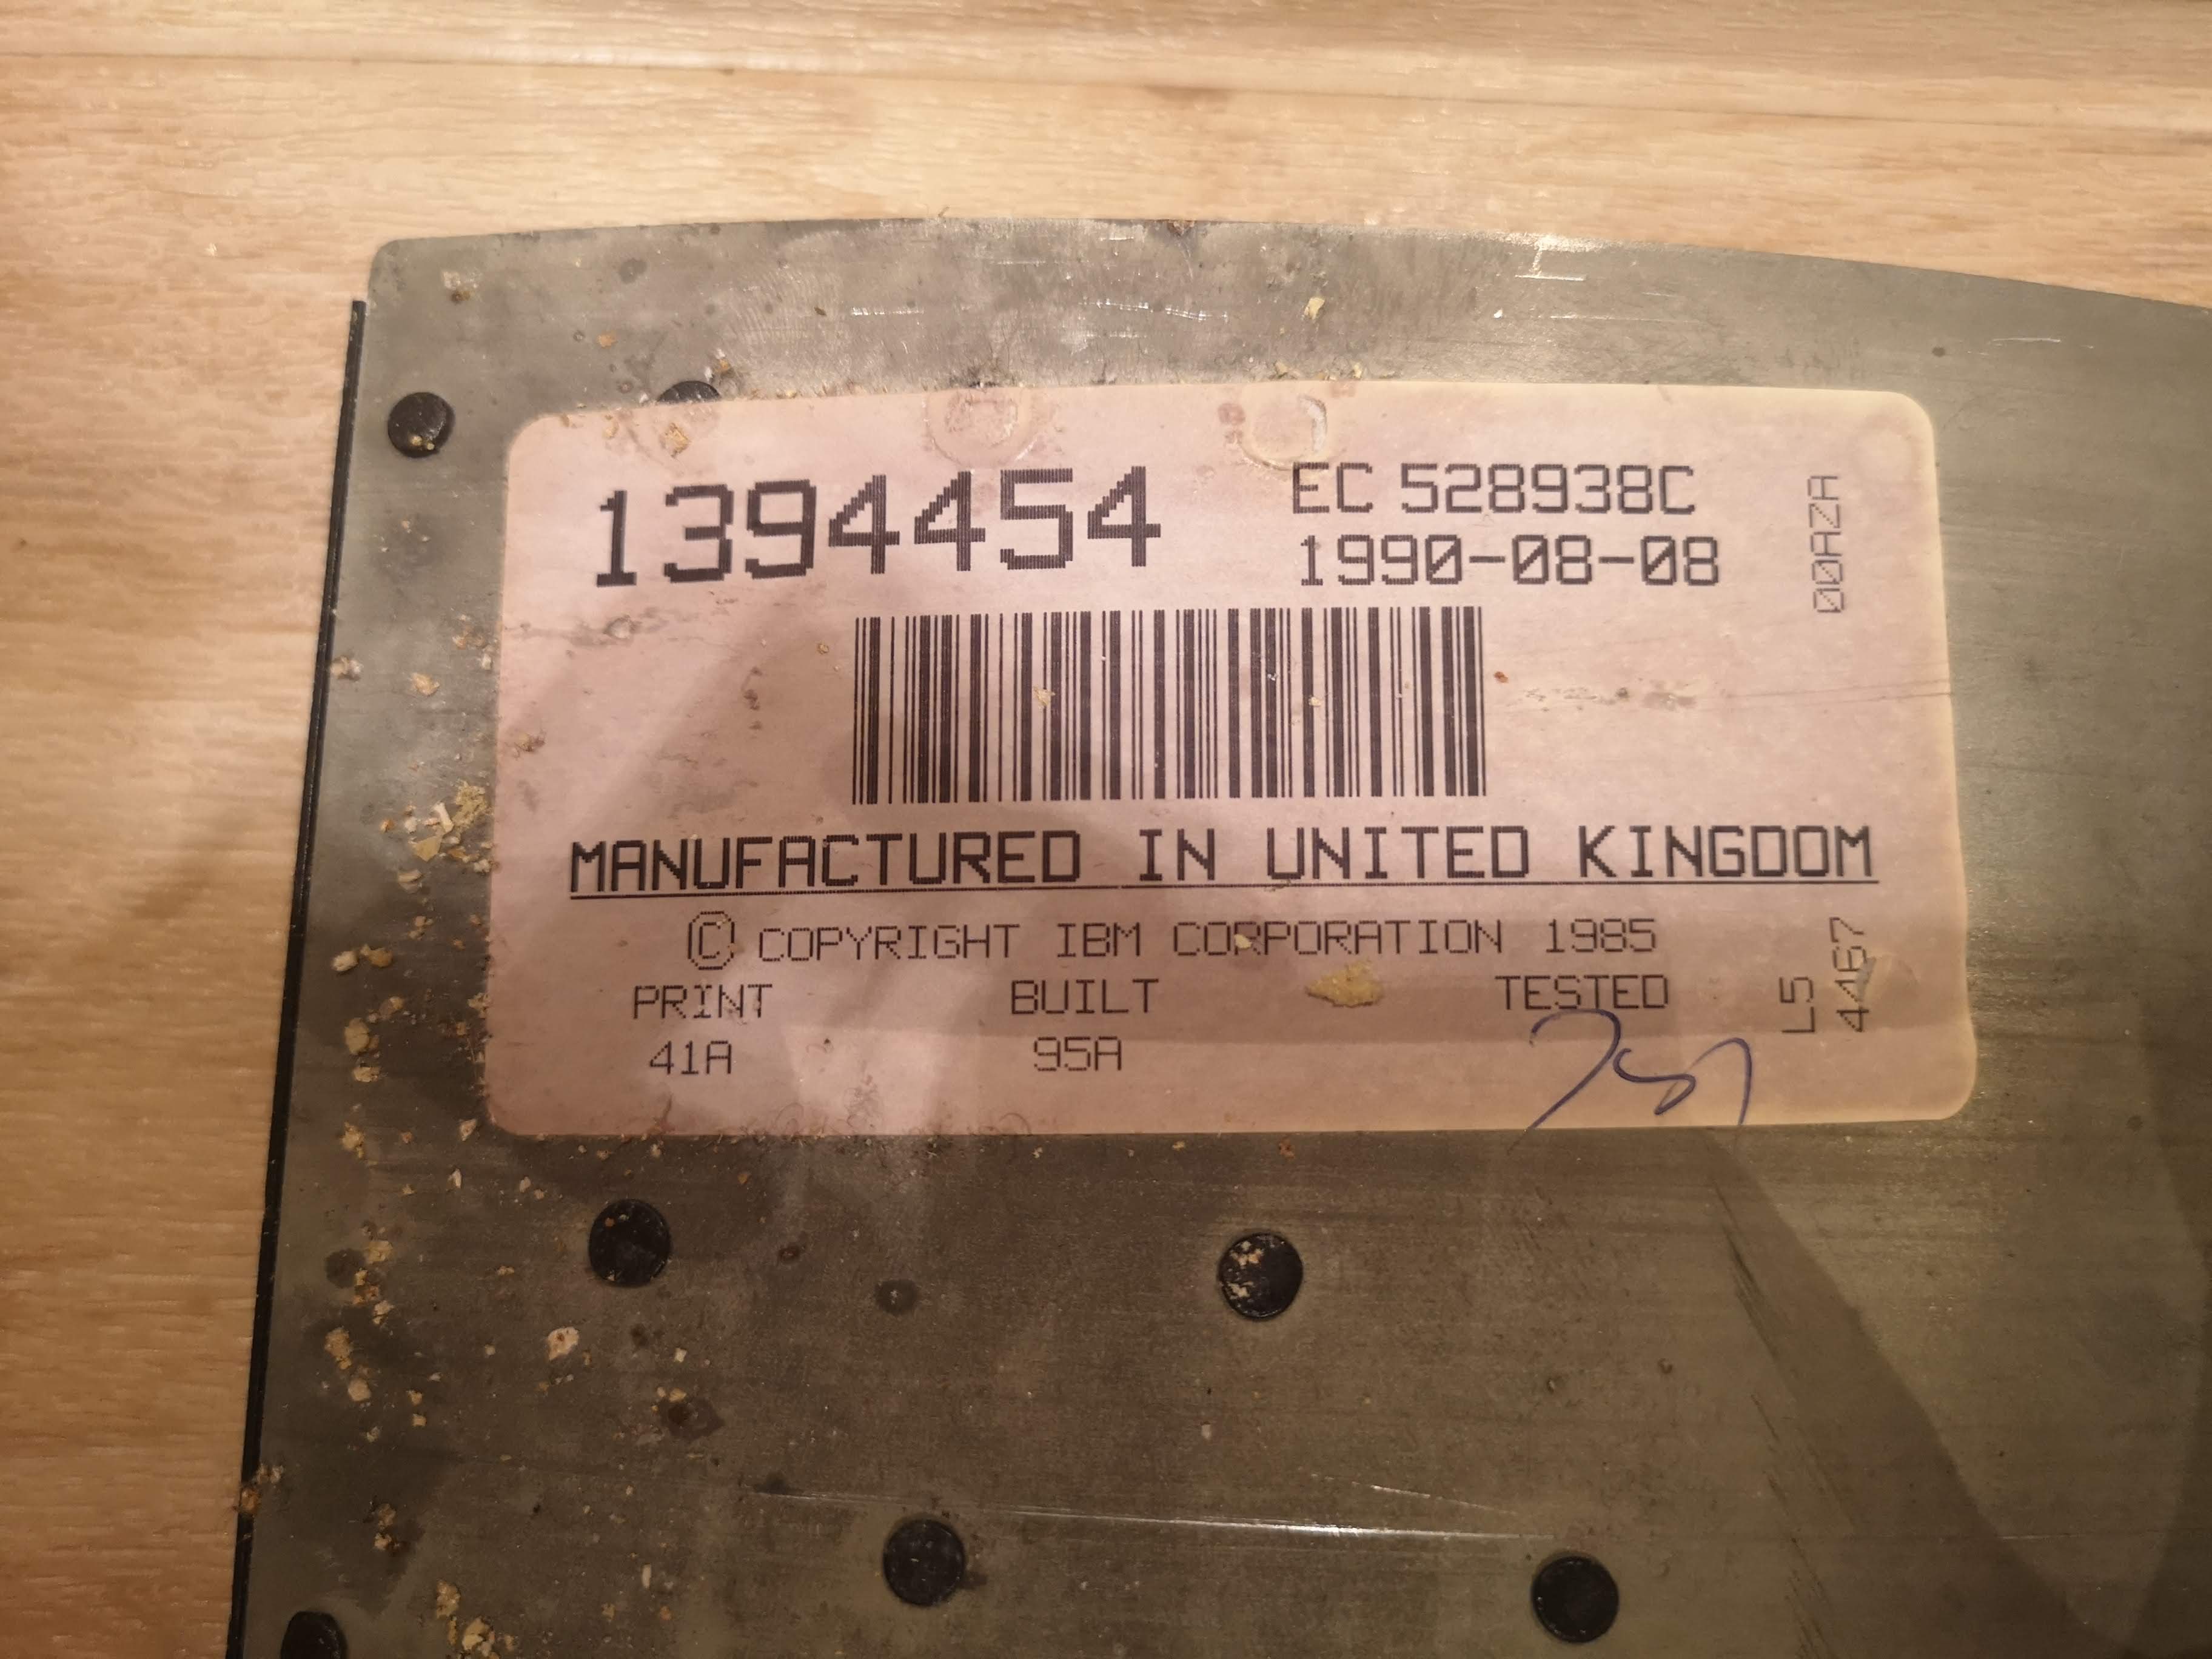 1394454
EC 528938C
1990-08-08
00AZA
MANUFACTURED IN UNITED KINGDOM
© COPYRIGHT IBM CORPORATION 1985
PRINT BUILT TESTED
41A 95A
L5
4467